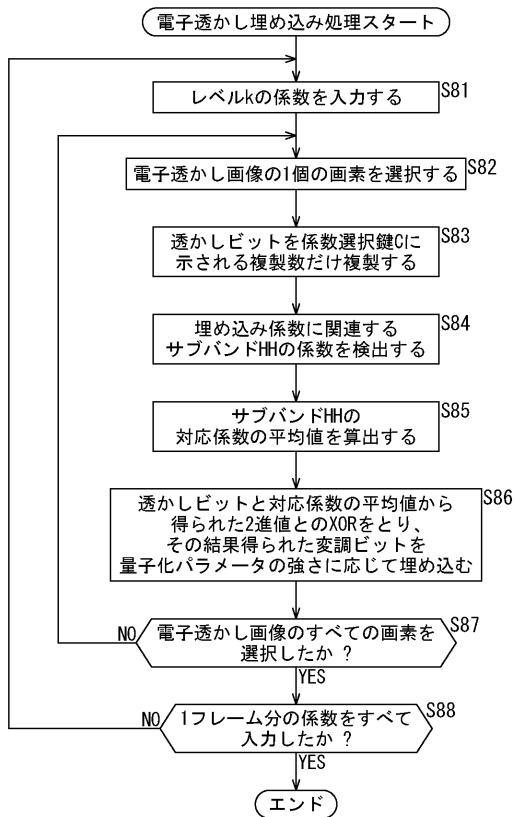 電子透かし埋め込み処理スタート
レベルkの係数を入力する
S81
電子透かし画像の1個の画素を選択する
S82
透かしビットを係数選択鍵Cに
示される複製数だけ複製する
S83
埋め込み係数に関連する
サブバンドHHの係数を検出する
S84
サブバンドHHの
対応係数の平均値を算出する
S85
透かしビットと対応係数の平均値から
得られた2進値とのXORをとり、
その結果得られた変調ビットを
量子化パラメータの強さに応じて埋め込む
S86
電子透かし画像のすべての画素を
選択したか ?
S87
NO
YES
1フレーム分の係数をすべて
入力したか ?
S88
NO
YES
エンド